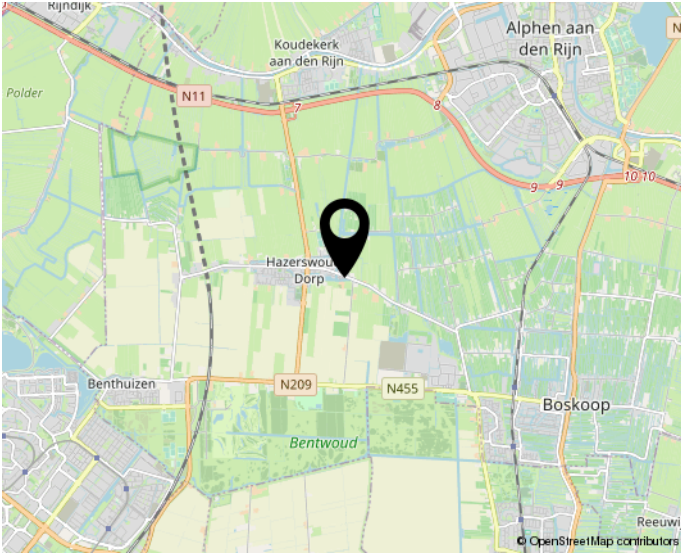 Rijndijk
7
N
Alphen aan
den Rijn
Koudekerk
aan den Rijn
Polder
N11
7
8
9
9
10
10
Hazerswou
Dorp
Benthuizen
N209
N455
Boskoop
Bentwoud
Reeuwi
© OpenStreetMap contributors